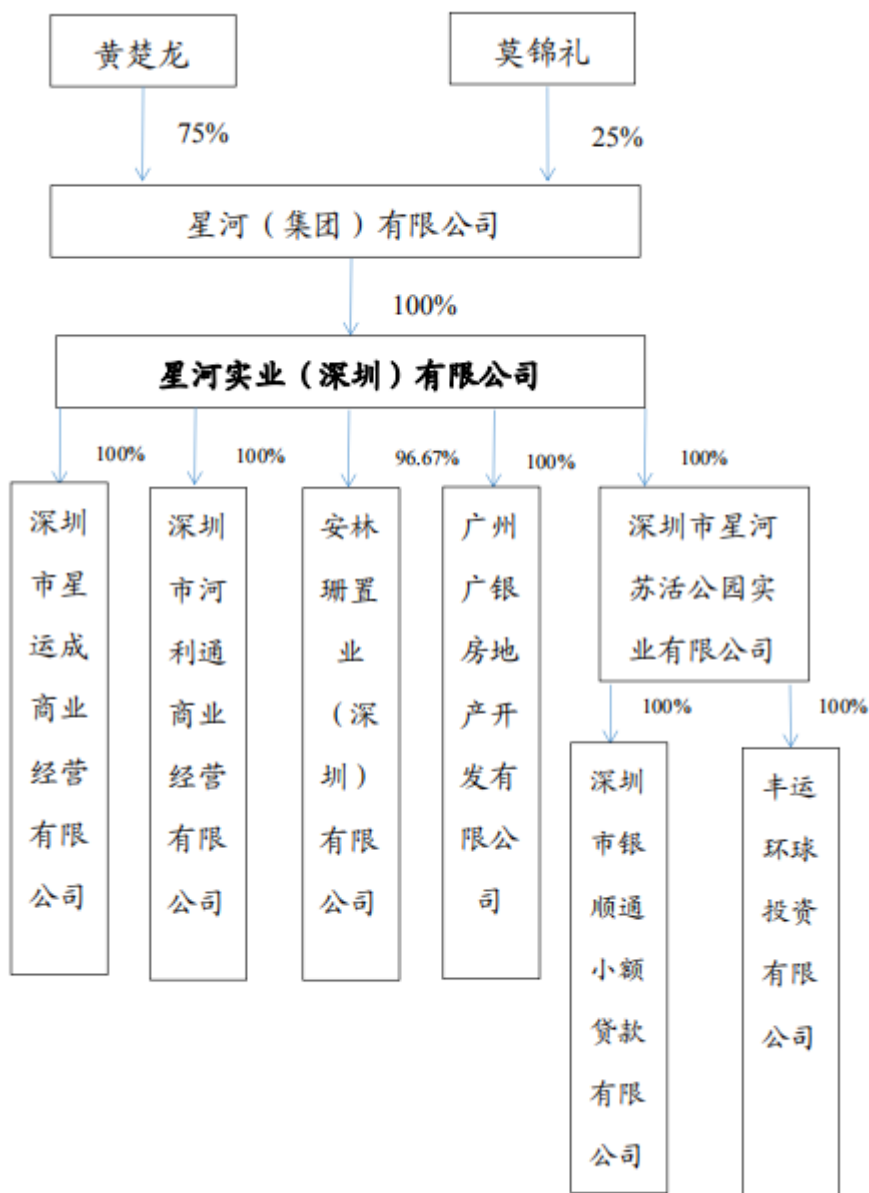 黄楚龙
莫锦礼
75%
25%
星河（集团）有限公司
100%
星河实业（深圳）有限公司
100%
100%
96.67%
100%
100%
深圳
市星
运成
商业
经营
有限
公司
深圳
市河
利通
商业
经营
有限
公司
安林
珊置
业
（深
圳）
有限
公司
广州
广银
房地
产开
发有
限公
司
深圳市星河
苏活公园实
业有限公司
100%
100%
深圳
市银
顺通
小额
贷款
有限
公司
丰运
环球
投资
有限
公司